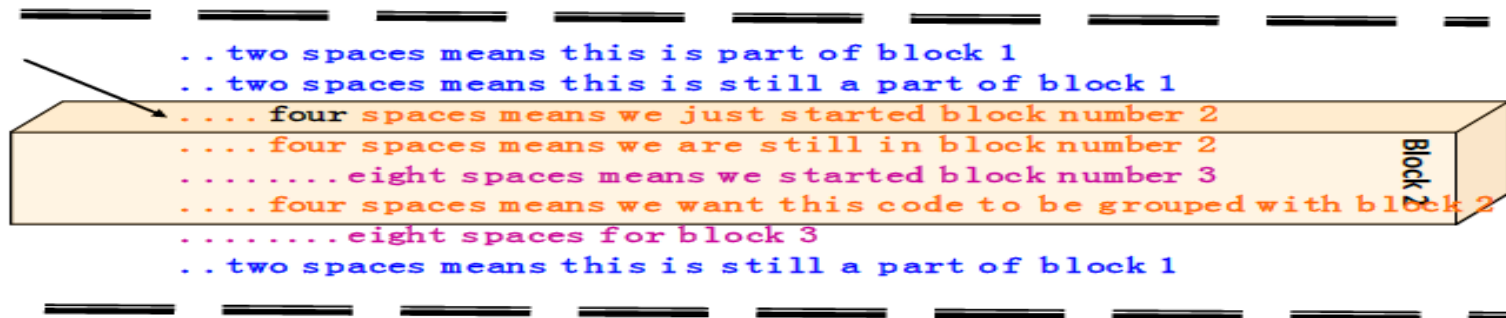 ..two spaces means this is part of block 1
..two spaces means this is still a part of block 1
....four spaces means we just started block number 2
....four spaces means we are still in block number 2
........eight spaces means we started block number 3
....four spaces means we want this code to be grouped with block 2
........eight spaces for block 3
..two spaces means this is still a part of block 1
Block 2